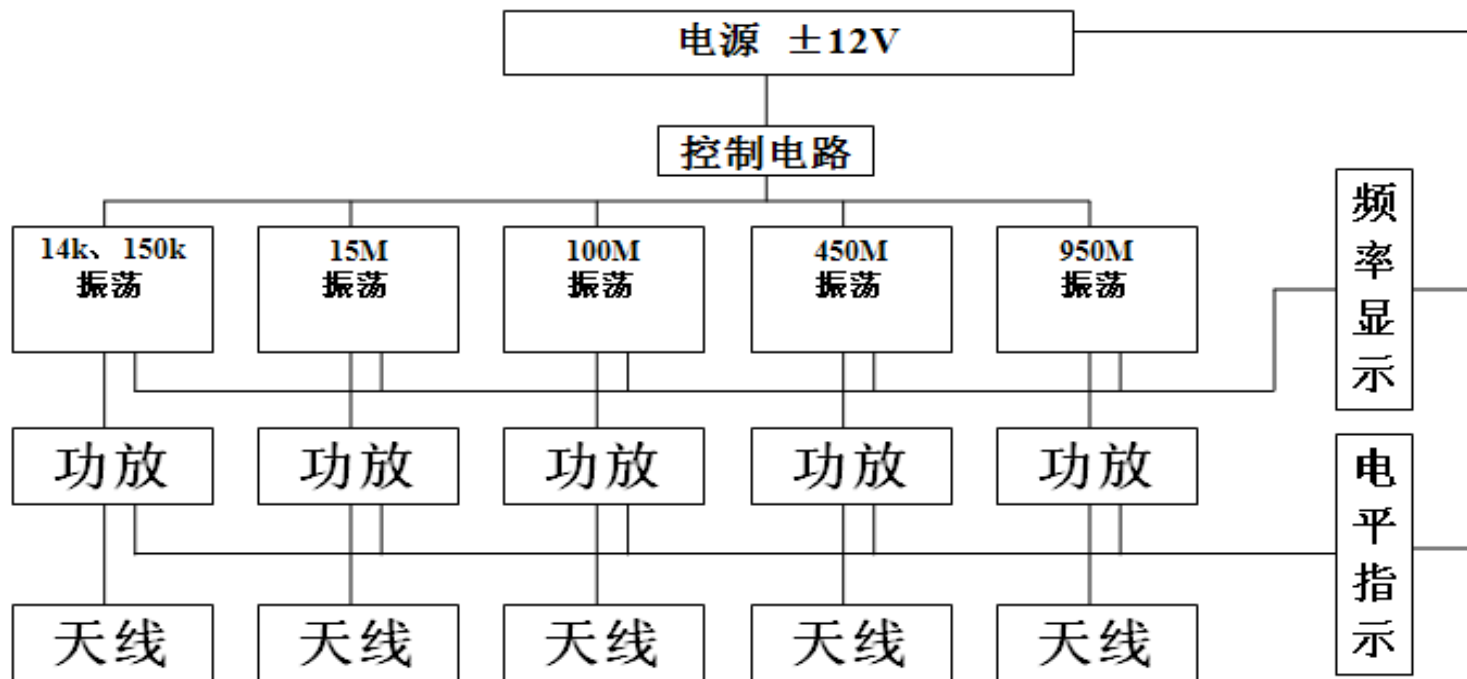 电源 ±12V
控制电路
14k、150k
振荡
15M
振荡
100M
振荡
450M
振荡
950M
振荡
频
率
显
示
功放
功放
功放
功放
功放
电
平
指
示
天线
天线
天线
天线
天线